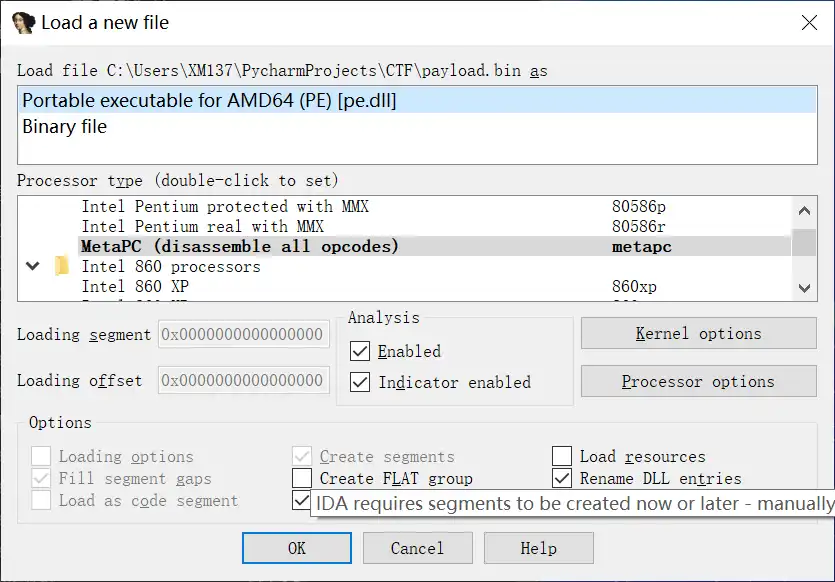 Load a new file
Load file C:\Users\XM137\PycharmProjects\CTF\payload.bin as
Portable executable for AMD64 (PE) [pe.dll]
Binary file
Processor type (double-click to set)
Intel Pentium protected with MMX 80586p
Intel Pentium real with MMX 80586r
MetaPC (disassemble all opcodes) metapc
Intel 860 processors
Intel 860 XP 860xp
Loading segment 0x0000000000000000
Loading offset 0x0000000000000000
Analysis
Enabled
Indicator enabled
Kernel options
Processor options
Options
Loading options
Fill segment gaps
Load as code segment
Create segments
Create FLAT group
Load resources
Rename DLL entries
IDA requires segments to be created now or later - manually
OK
Cancel
Help